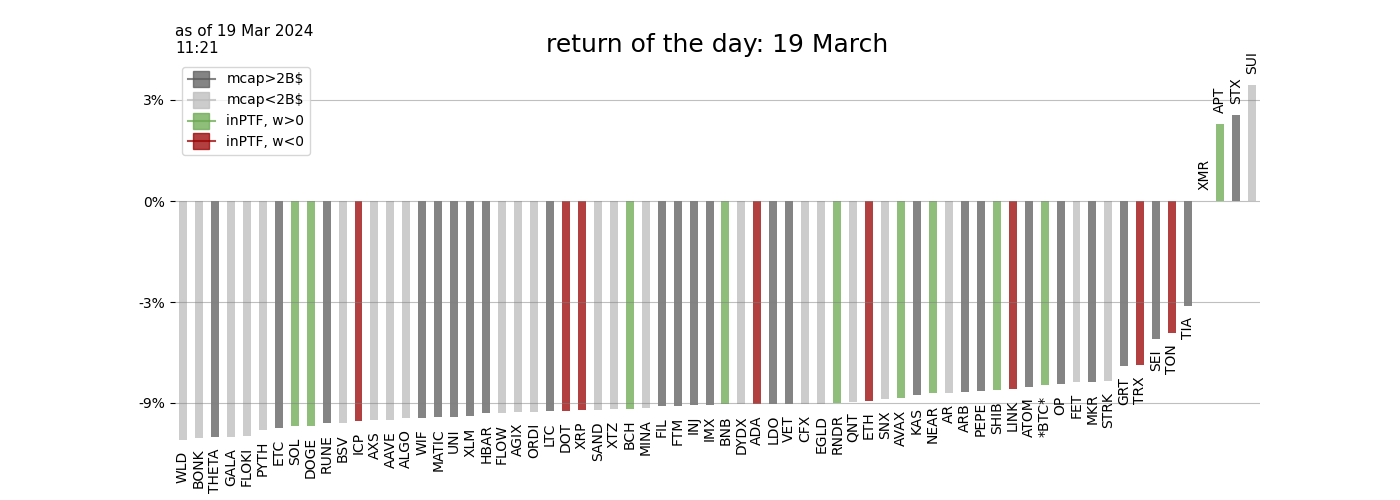 as of 19 Mar 2024
11:21
return of the day: 19 March
mcap>2B$
mcap<2B$
inPTF, w>0
inPTF, w<0
3%
0%
-3%
-9%
WLD
BONK
THETA
GALA
FLOKI
PYTH
ETC
SOL
DOGE
RUNE
BSV
ICP
AXS
AAVE
ALGO
WIF
MATIC
UNI
XLM
HBAR
FLOW
AGIX
ORDI
LTC
DOT
XRP
SAND
XTZ
BCH
MINA
FIL
FTM
INJ
IMX
BNB
DYDX
ADA
LDO
VET
CFX
EGLD
RNDR
QNT
ETH
SNX
AVAX
KAS
NEAR
AR
ARB
PEPE
SHIB
LINK
ATOM
*BTC*
OP
FET
MKR
STRK
GRT
TRX
SEI
TON
TIA
XMR
APT
STX
SUI